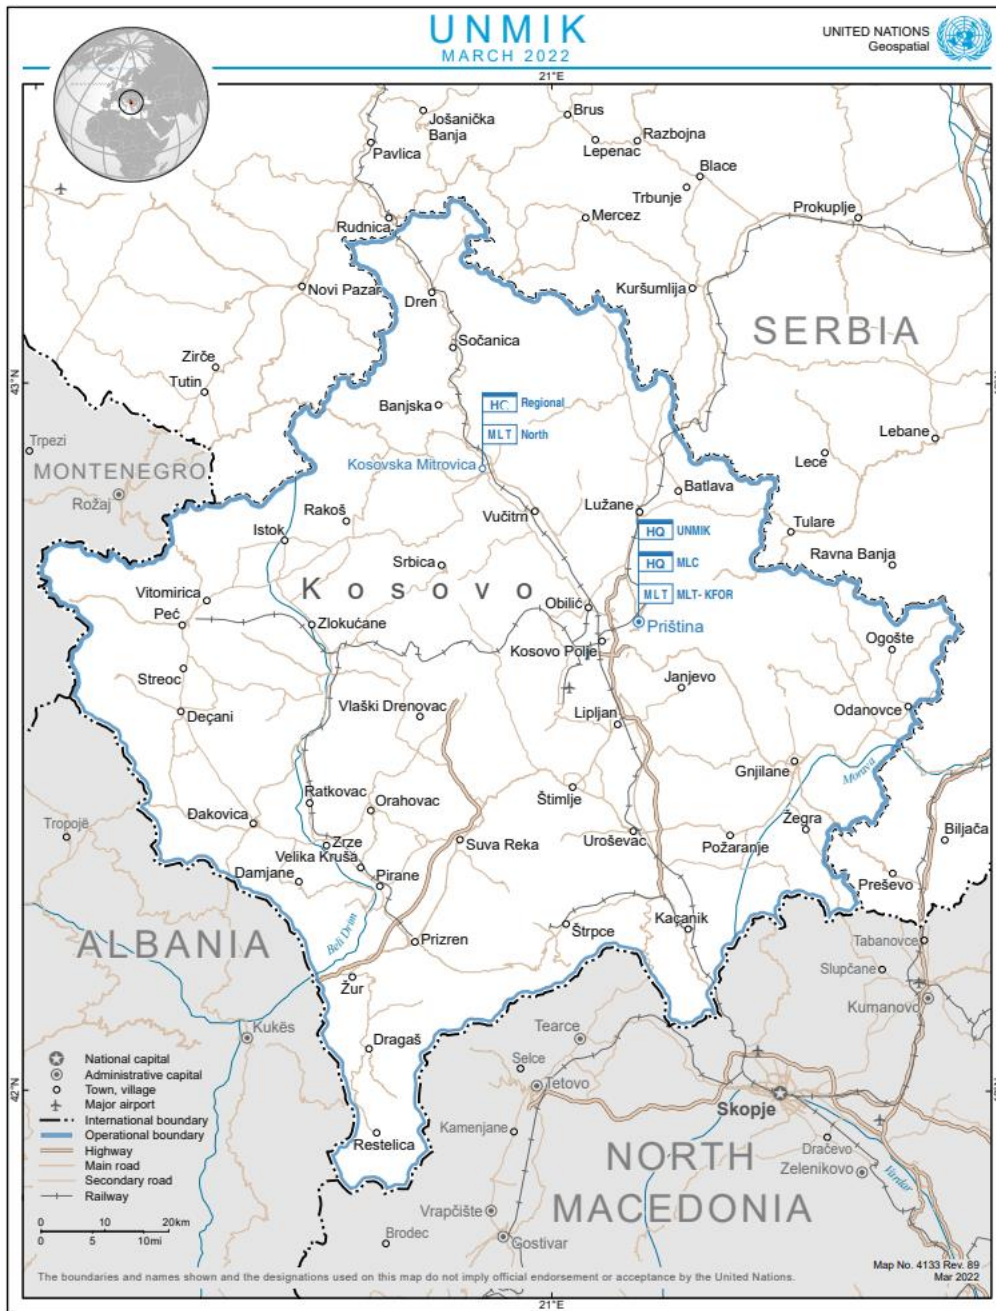 UNMIK
MARCH 2022
UNITED NATIONS
Geospatial
21°E
Jošanička
Banja
Brus
Pavlica
Lepenac
Razbojna
Blace
Trbunje
Rudnica
Mercez
Prokuplje
Novi Pazar
Dren
Kuršumlija
SERBIA
Sočanica
Zirče
Tutin
43°N
Banjska
HC Regional
MLT North
Lebane
Trpezi
MONTENEGRO
Kosovska Mitrovica
Lece
Rožaj
Batlava
Rakoš
Vučitrn
Lužane
Istok
HQ UNMIK
Tulare
Srbica
Ravna Banja
HQ MLC
Kosovo
Vitomirica
MLT MLT- KFOR
Obilić
Peć
Zlokućane
Priština
Kosovo Polje
Ogošte
Streoc
Janjevo
Deçani
Vlaški Drenovac
Lipljan
Odanovce
Gnjilane
Morava
Štimlje
Ratkovac
Orahovac
Đakovica
Žegra
Tropojë
Zrze
Suva Reka
Uroševac
Požaranje
Biljača
Velika Kruša
Damjane
Pirane
Preševo
ALBANIA
Beli Drim
Prizren
Štrpce
Kaçanik
Tabanovce
Slupčane
Žur
Kumanovo
Kukës
Tearce
Dragaš
Selce
Tetovo
42°N
Skopje
Kamenjane
Restelica
Dračevo
NORTH
MACEDONIA
Zelenikovo
Vardar
Vrapčište
Brodec
Gostivar
National capital
Administrative capital
Town, village
Major airport
International boundary
Operational boundary
Highway
Main road
Secondary road
Railway
0 10 20km
0 5 10mi
The boundaries and names shown and the designations used on this map do not imply official endorsement or acceptance by the United Nations.
Map No. 4133 Rev. 89
Mar 2022
21°E